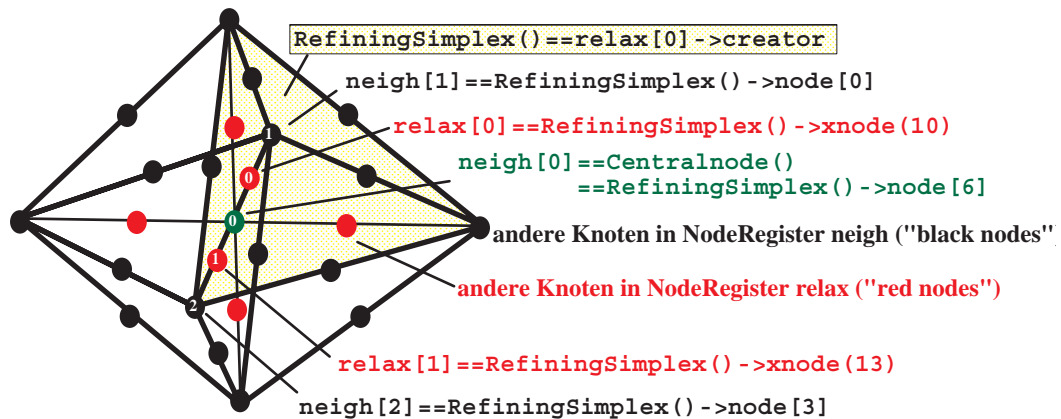 RefiningSimplex()==relax[0]->creator
neigh[1]==RefiningSimplex()->node[0]
relax[0]==RefiningSimplex()->xnode(10)
neigh[0]==Centralnode()
==RefiningSimplex()->node[6]
andere Knoten in NodeRegister neigh ("black nodes")
andere Knoten in NodeRegister relax ("red nodes")
relax[1]==RefiningSimplex()->xnode(13)
neigh[2]==RefiningSimplex()->node[3]
1
0
0
1
2